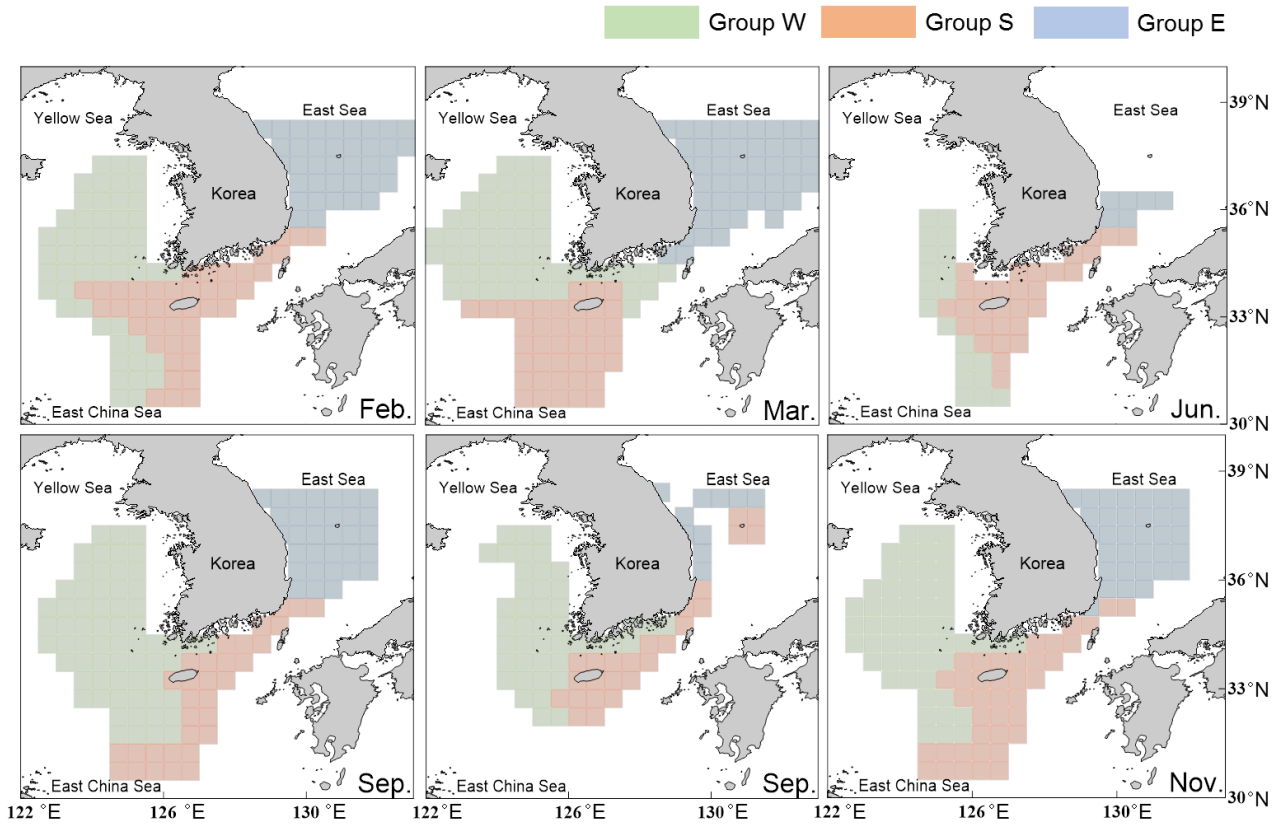 Group W Group S Group E
Yellow Sea East Sea Korea East China Sea Feb.
Yellow Sea East Sea Korea East China Sea Mar.
Yellow Sea East Sea Korea East China Sea Jun.
39°N
36°N
33°N
30°N
Yellow Sea East Sea Korea East China Sea Sep.
Yellow Sea East Sea Korea East China Sea Sep.
Yellow Sea East Sea Korea East China Sea Nov.
39°N
36°N
33°N
30°N
122 °E 126 °E 130 °E 122 °E 126 °E 130 °E 122 °E 126 °E 130 °E